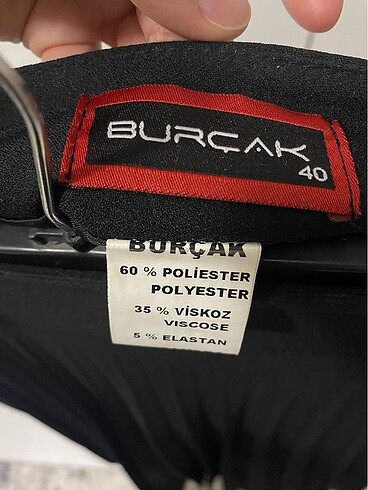 BURÇAK
40
BURÇAK
60 % POLİESTER
POLYESTER
35 % VİSKOZ
VISCOSE
5 % ELASTAN